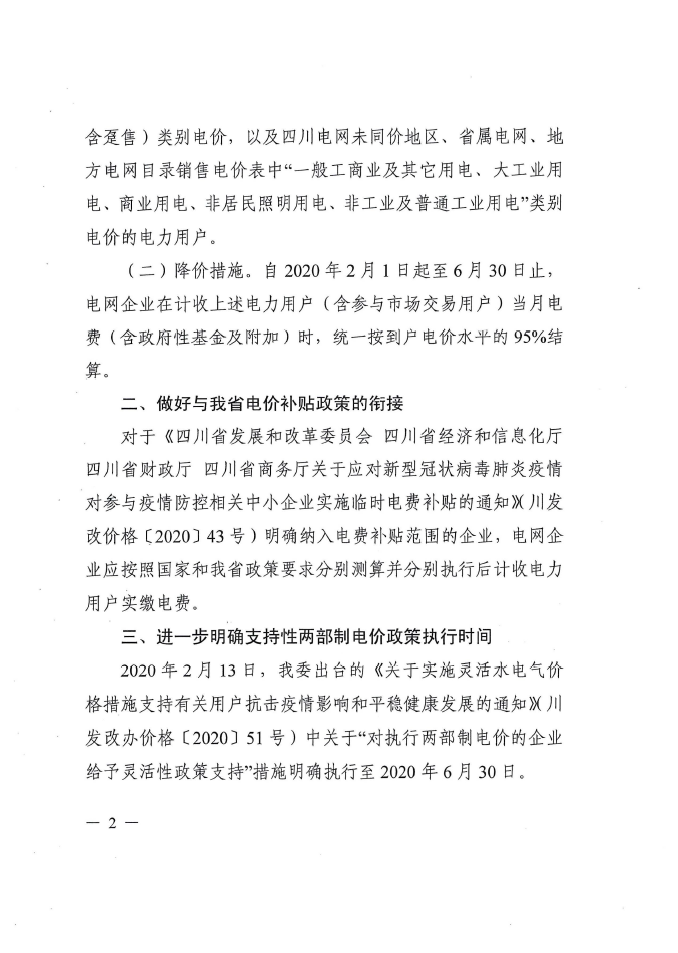 含趸售）类别电价，以及四川电网未同价地区、省属电网、地
方电网目录销售电价表中“一般工商业及其它用电、大工业用
电、商业用电、非居民照明用电、非工业及普通工业用电”类别
电价的电力用户。
（二）降价措施。自 2020 年 2 月 1 日起至 6 月 30 日止，
电网企业在计收上述电力用户（含参与市场交易用户）当月电
费（含政府性基金及附加）时，统一按到户电价水平的 95%结
算。
二、做好与我省电价补贴政策的衔接
对于《四川省发展和改革委员会 四川省经济和信息化厅
四川省财政厅 四川省商务厅关于应对新型冠状病毒肺炎疫情
对参与疫情防控相关中小企业实施临时电费补贴的通知》（川发
改价格〔2020〕43 号）明确纳入电费补贴范围的企业，电网企
业应按照国家和我省政策要求分别测算并分别执行后计收电力
用户实缴电费。
三、进一步明确支持性两部制电价政策执行时间
2020 年 2 月 13 日，我委出台的《关于实施灵活水电气价
格措施支持有关用户抗击疫情影响和平稳健康发展的通知》（川
发改办价格〔2020〕51 号）中关于“对执行两部制电价的企业
给予灵活性政策支持”措施明确执行至 2020 年 6 月 30 日。
— 2 —